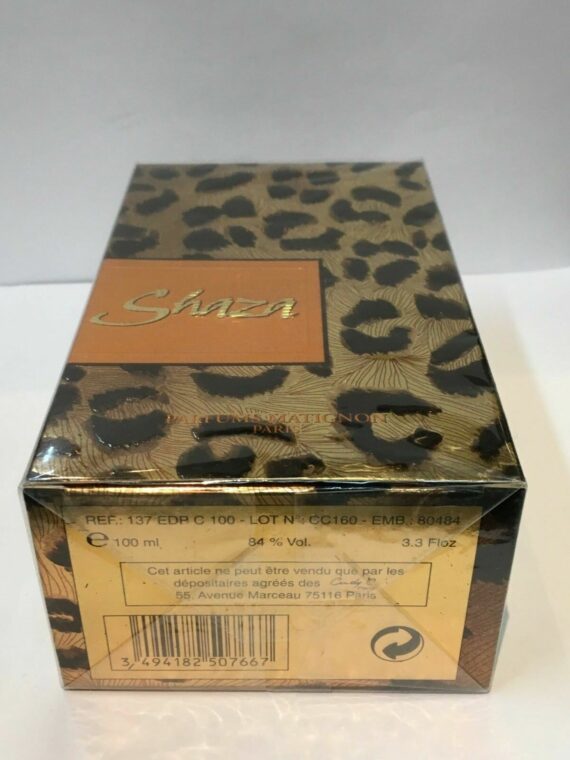 Shaza
PARFUMS MATIGNON
PARIS
REF.: 137 EDP C 100 - LOT N°: CC160 - EMB.: 80484
e 100 ml 84 % Vol. 3.3 Floz
Cet article ne peut être vendu que par les
dépositaires agréés des
55, Avenue Marceau 75116 Paris
3 494182 507667